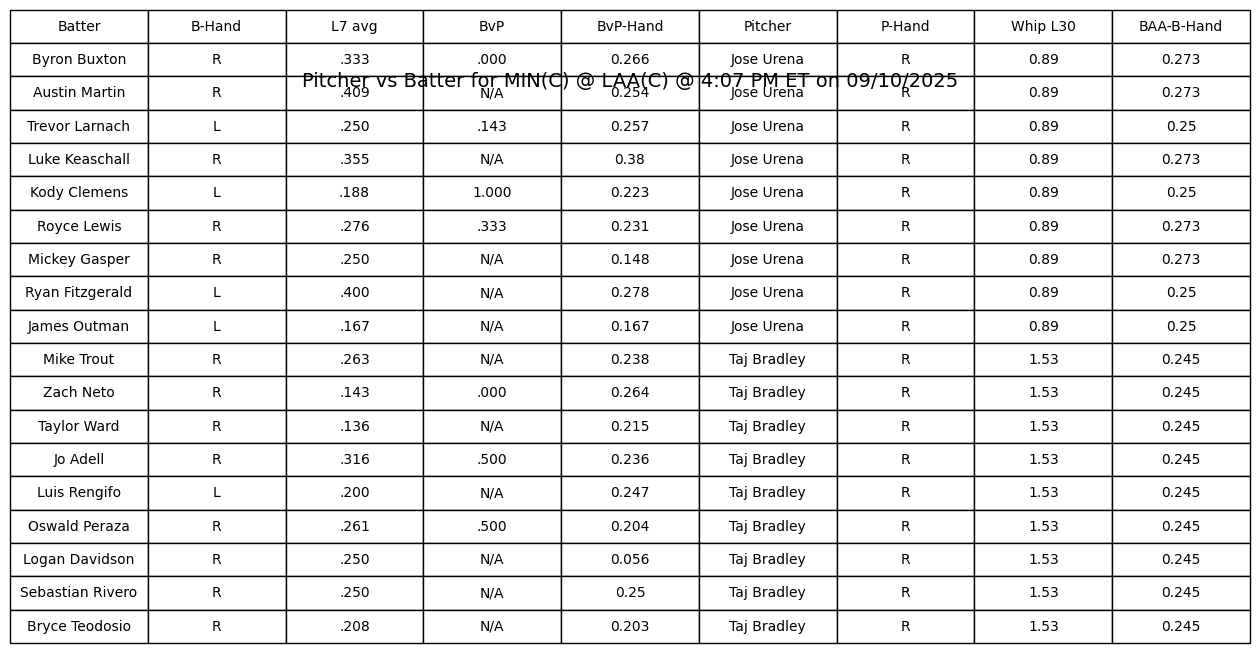 Batter B-Hand L7 avg BvP BvP-Hand Pitcher P-Hand Whip L30 BAA-B-Hand
Byron Buxton R .333 .000 0.266 Jose Urena R 0.89 0.273
Pitcher vs Batter for MIN(C) @ LAA(C) @ 4:07 PM ET on 09/10/2025
Austin Martin R .409 N/A 0.254 Jose Urena R 0.89 0.273
Trevor Larnach L .250 .143 0.257 Jose Urena R 0.89 0.25
Luke Keaschall R .355 N/A 0.38 Jose Urena R 0.89 0.273
Kody Clemens L .188 1.000 0.223 Jose Urena R 0.89 0.25
Royce Lewis R .276 .333 0.231 Jose Urena R 0.89 0.273
Mickey Gasper R .250 N/A 0.148 Jose Urena R 0.89 0.273
Ryan Fitzgerald L .400 N/A 0.278 Jose Urena R 0.89 0.25
James Outman L .167 N/A 0.167 Jose Urena R 0.89 0.25
Mike Trout R .263 N/A 0.238 Taj Bradley R 1.53 0.245
Zach Neto R .143 .000 0.264 Taj Bradley R 1.53 0.245
Taylor Ward R .136 N/A 0.215 Taj Bradley R 1.53 0.245
Jo Adell R .316 .500 0.236 Taj Bradley R 1.53 0.245
Luis Rengifo L .200 N/A 0.247 Taj Bradley R 1.53 0.245
Oswald Peraza R .261 .500 0.204 Taj Bradley R 1.53 0.245
Logan Davidson R .250 N/A 0.056 Taj Bradley R 1.53 0.245
Sebastian Rivero R .250 N/A 0.25 Taj Bradley R 1.53 0.245
Bryce Teodosio R .208 N/A 0.203 Taj Bradley R 1.53 0.245